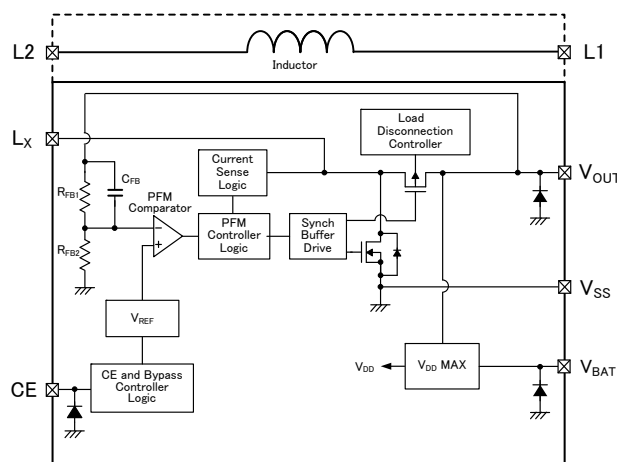 L2
L1
Inductor
LX
Load
Disconnection
Controller
Current
Sense
Logic
VOUT
CFB
RFB1
PFM
Comparator
−
+
PFM
Controller
Logic
Synch
Buffer
Drive
RFB2
VSS
VREF
CE and Bypass
Controller
Logic
VDD
VDD MAX
VBAT
CE